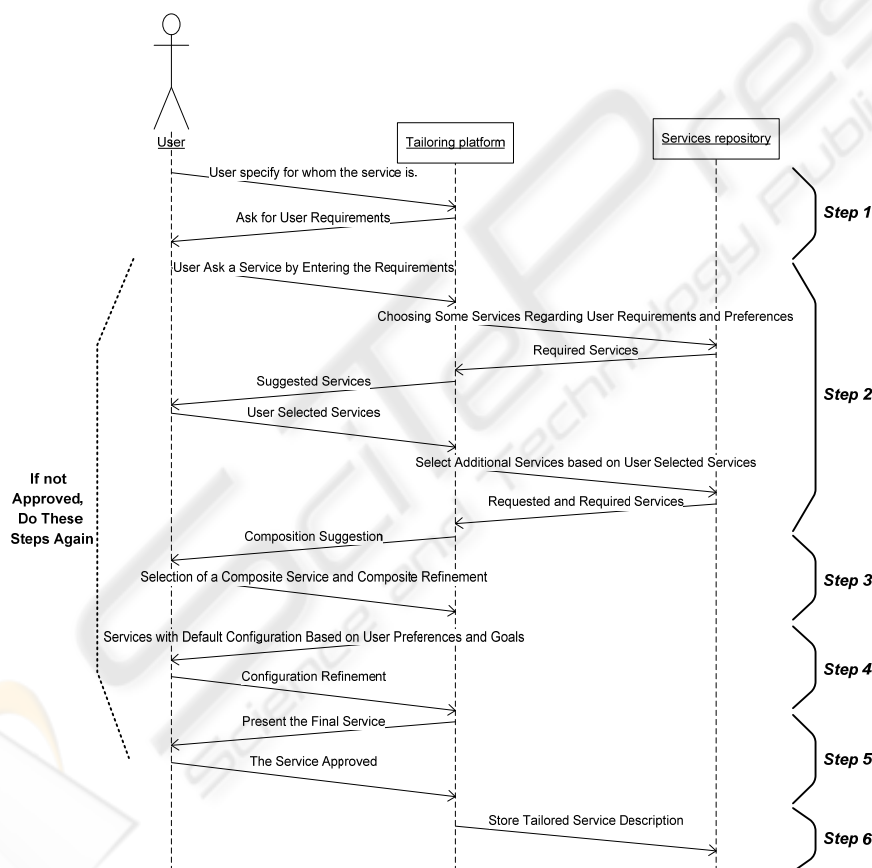 User
Tailoring platform
Services repository
User specify for whom the service is.
Step 1
Ask for User Requirements
User Ask a Service by Entering the Requirements
Choosing Some Services Regarding User Requirements and Preferences
Required Services
Suggested Services
Step 2
User Selected Services
Select Additional Services based on User Selected Services
If not
Approved,
Do These
Steps Again
Requested and Required Services
Composition Suggestion
Selection of a Composite Service and Composite Refinement
Step 3
Services with Default Configuration Based on User Preferences and Goals
Step 4
Configuration Refinement
Present the Final Service
Step 5
The Service Approved
Store Tailored Service Description
Step 6
SciTePres
Science and Technology Publi